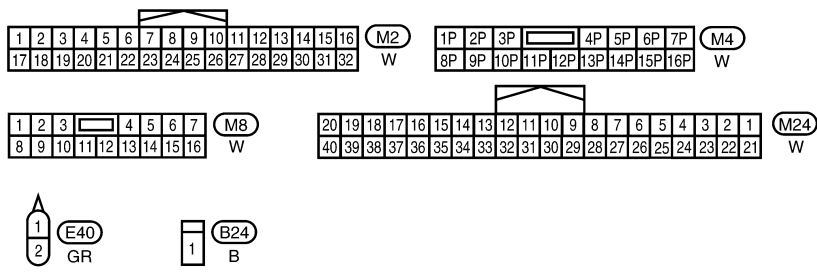 1 2 3 4 5 6 7 8 9 10 11 12 13 14 15 16
17 18 19 20 21 22 23 24 25 26 27 28 29 30 31 32
M2
W
1P 2P 3P 4P 5P 6P 7P
8P 9P 10P 11P 12P 13P 14P 15P 16P
M4
W
1 2 3 4 5 6 7
8 9 10 11 12 13 14 15 16
M8
W
20 19 18 17 16 15 14 13 12 11 10 9 8 7 6 5 4 3 2 1
40 39 38 37 36 35 34 33 32 31 30 29 28 27 26 25 24 23 22 21
M24
W
1
2
E40
GR
1
B24
B